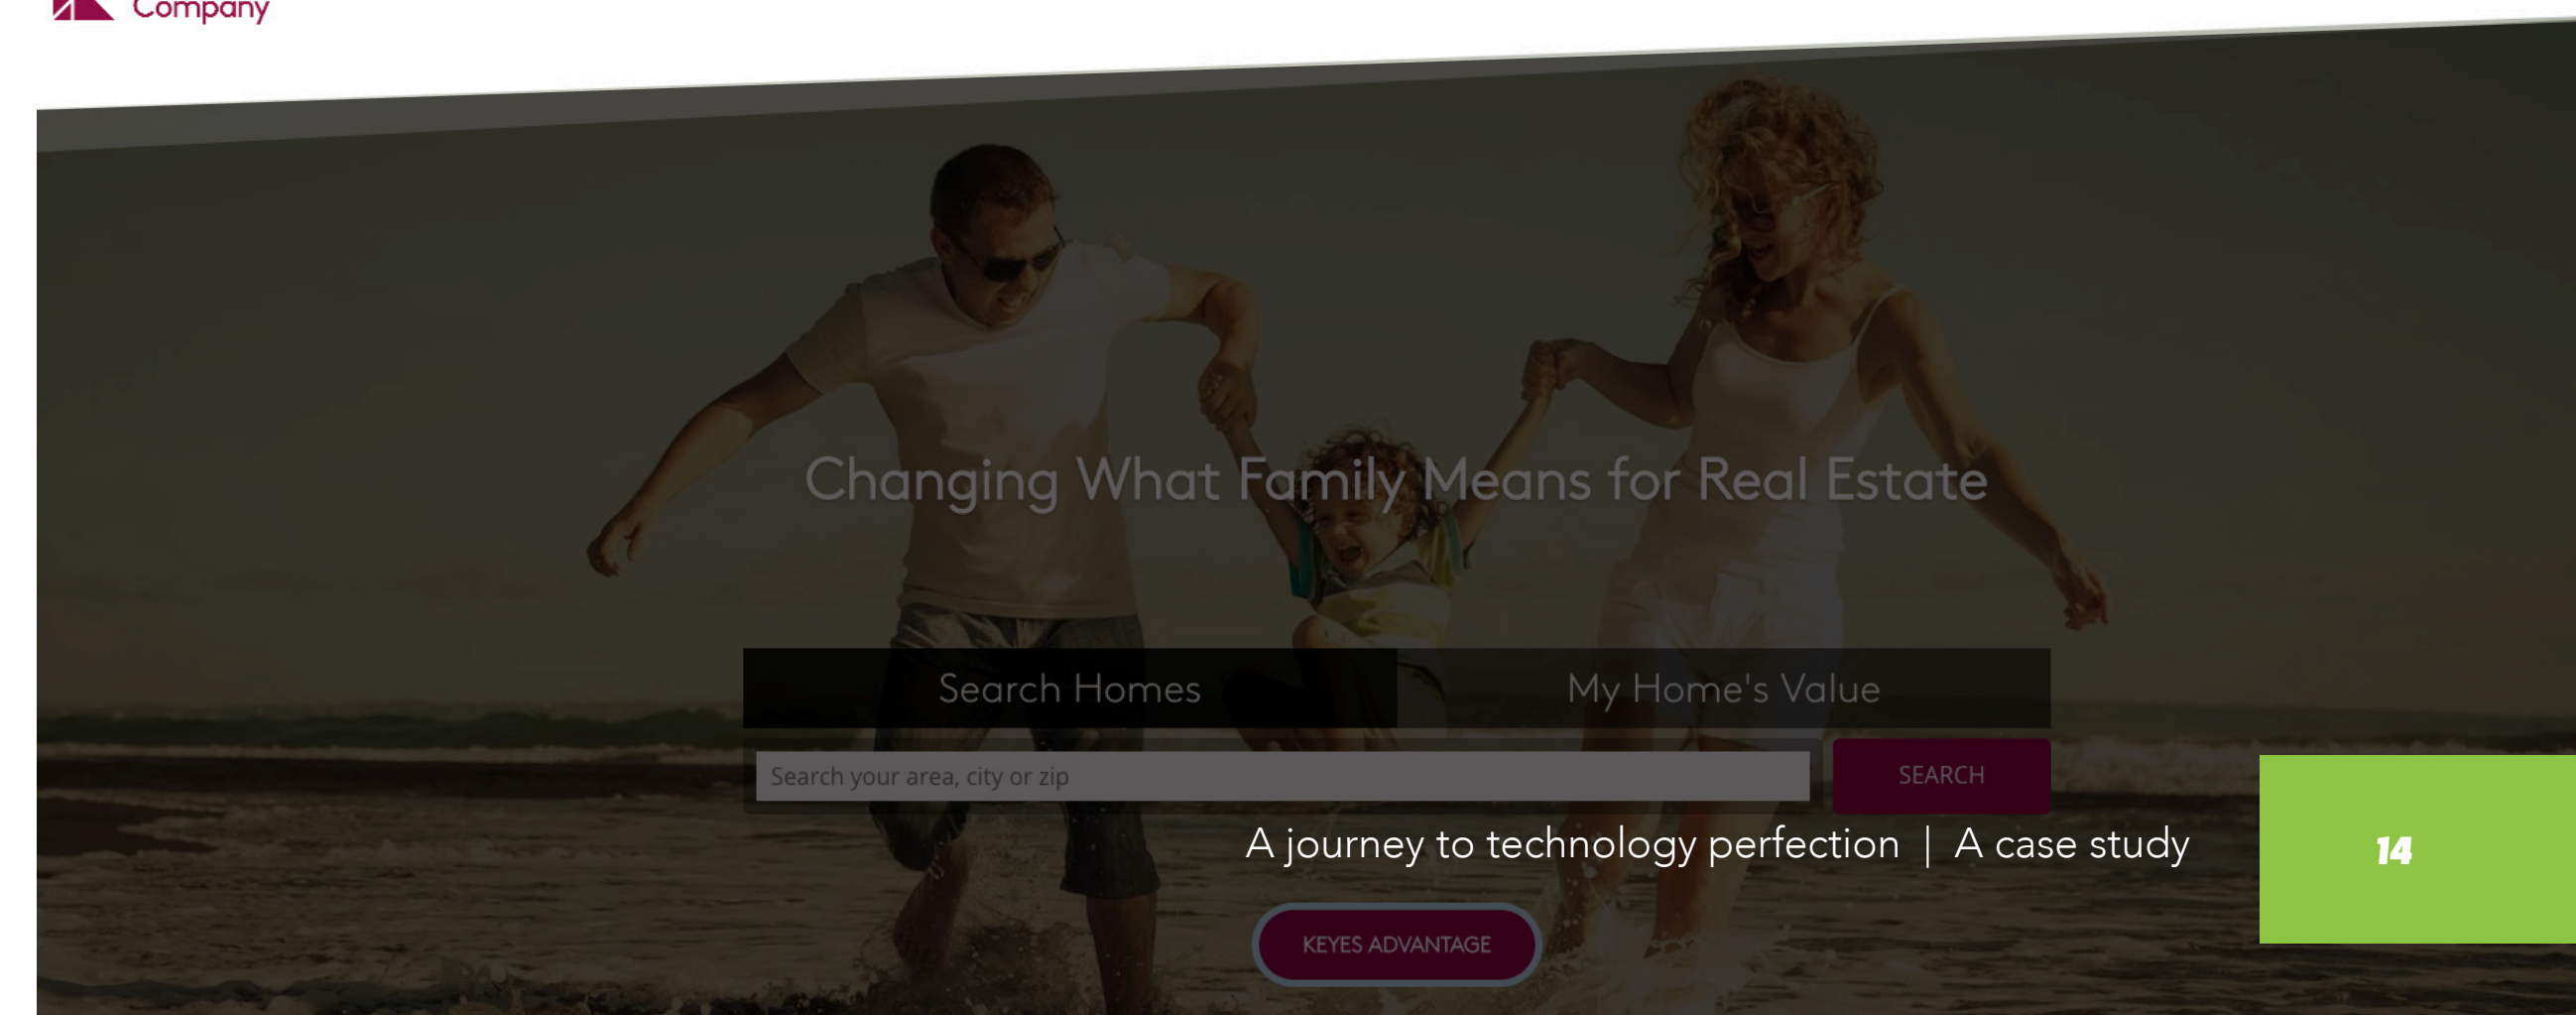 Company
Changing What Family Means for Real Estate
Search Homes
My Home's Value
Search your area, city or zip
SEARCH
A journey to technology perfection | A case study
14
KEYES ADVANTAGE